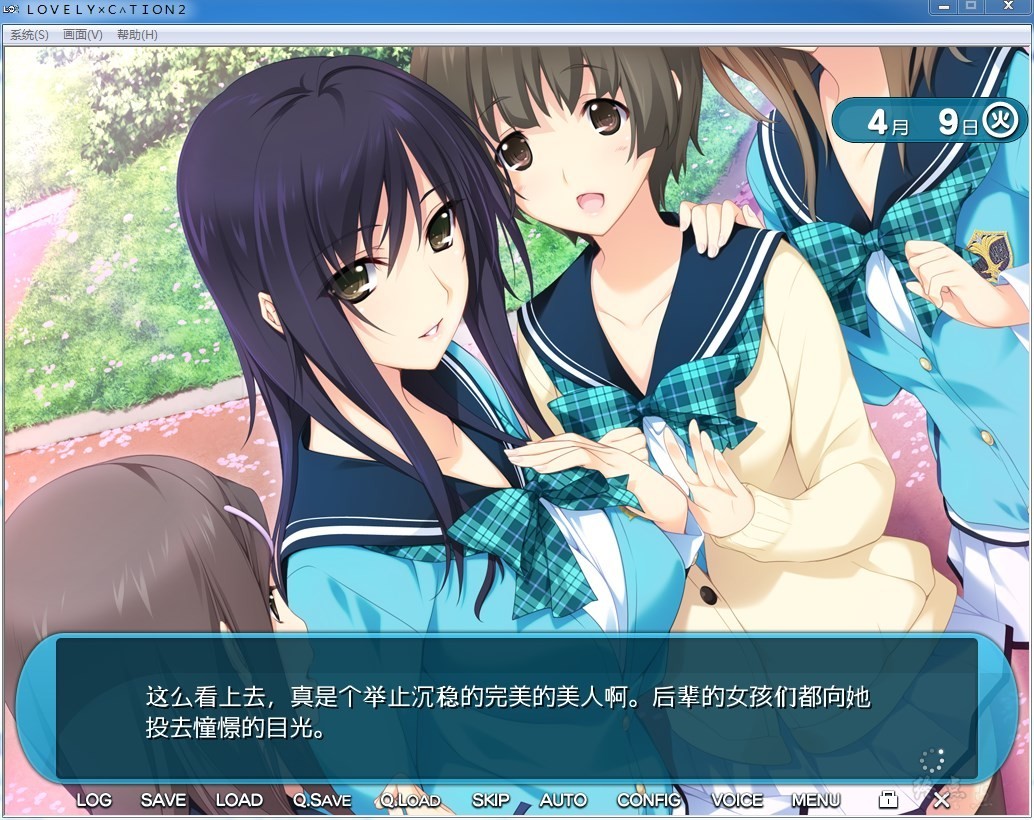 LOVELY×CATION2
系统(S) 画面(V) 帮助(H)
4月 9日 火
这么看上去，真是个举止沉稳的完美的美人啊。后辈的女孩们都向她
投去憧憬的目光。
LOG SAVE LOAD Q.SAVE Q.LOAD SKIP AUTO CONFIG VOICE MENU